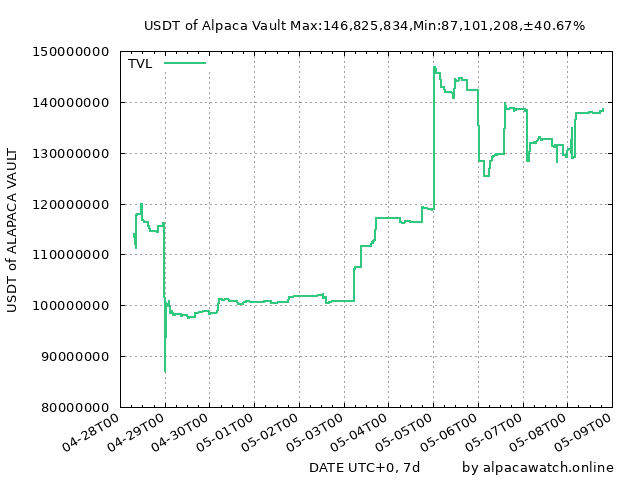 USDT of Alpaca Vault Max:146,825,834,Min:87,101,208,±40.67%
TVL
USDT of ALAPACA VAULT
150000000
140000000
130000000
120000000
110000000
100000000
90000000
80000000
04-28T00
04-29T00
04-30T00
05-01T00
05-02T00
05-03T00
05-04T00
05-05T00
05-06T00
05-07T00
05-08T00
05-09T00
DATE UTC+0, 7d
by alpacawatch.online